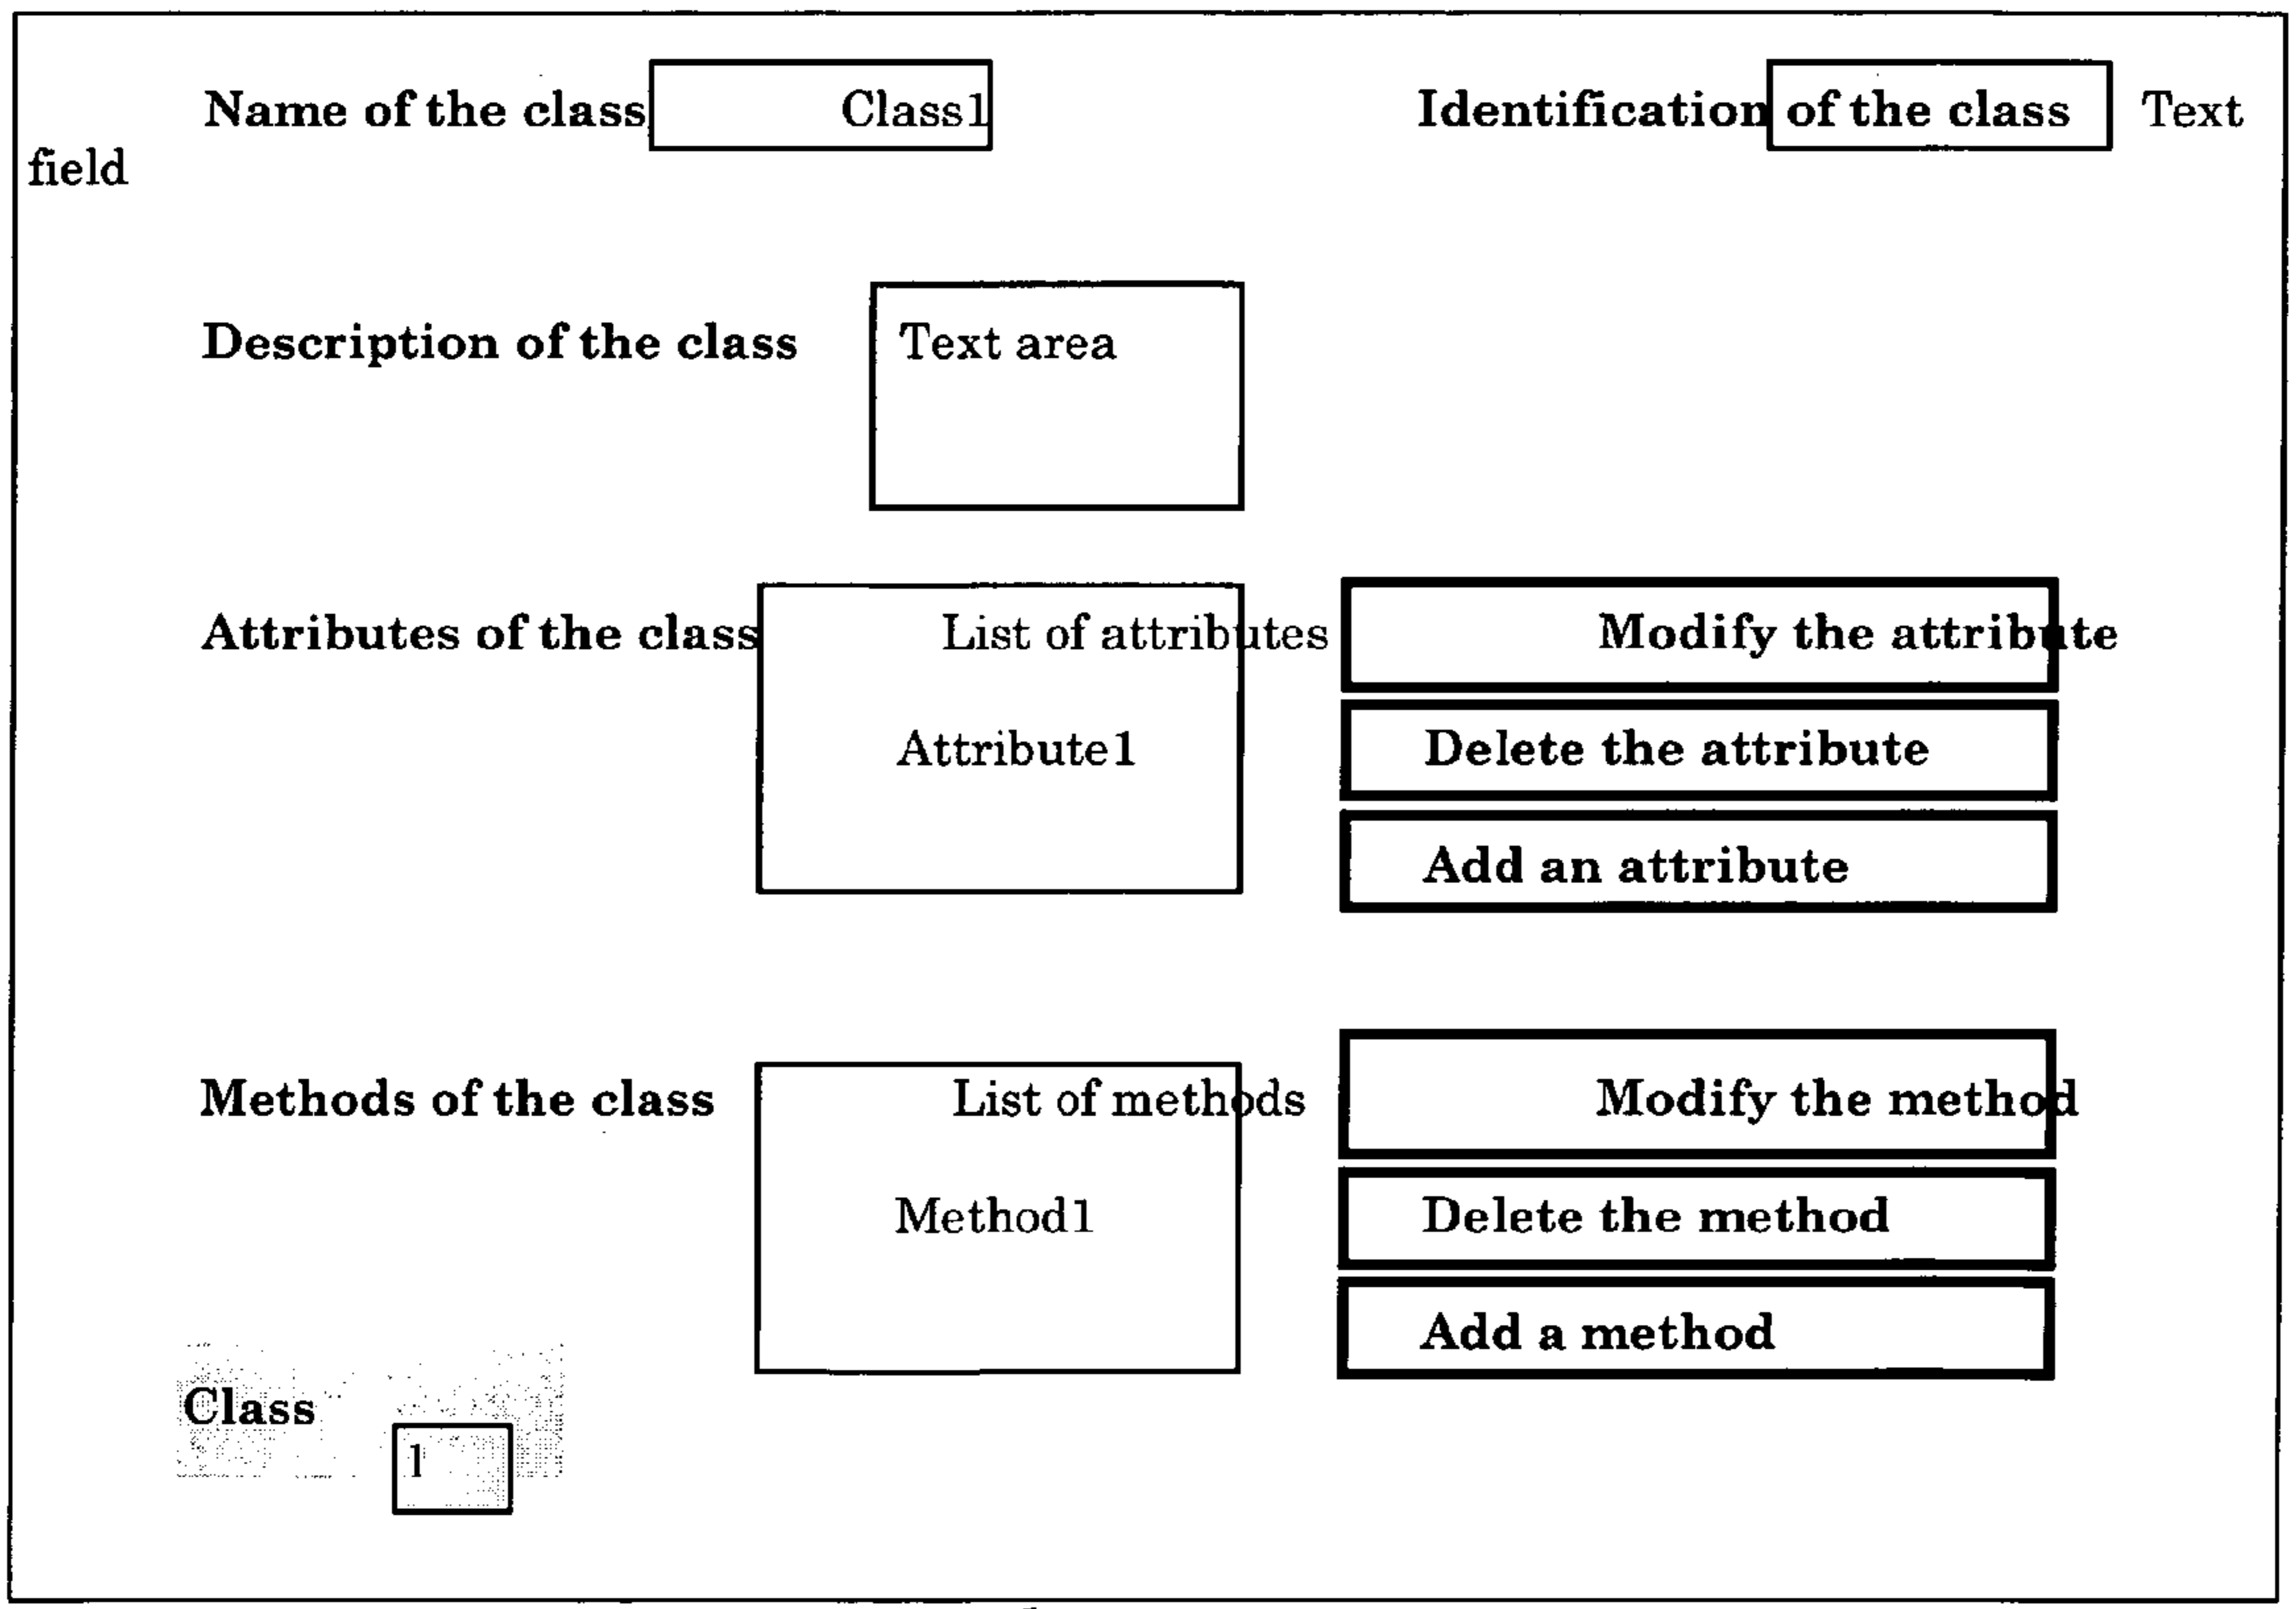 Name of the class Class1 Identification of the class Text
field
Description of the class Text area
Attributes of the class List of attributes Modify the attribute
Attribute1 Delete the attribute
Add an attribute
Methods of the class List of methods Modify the method
Method1 Delete the method
Add a method
Class
1